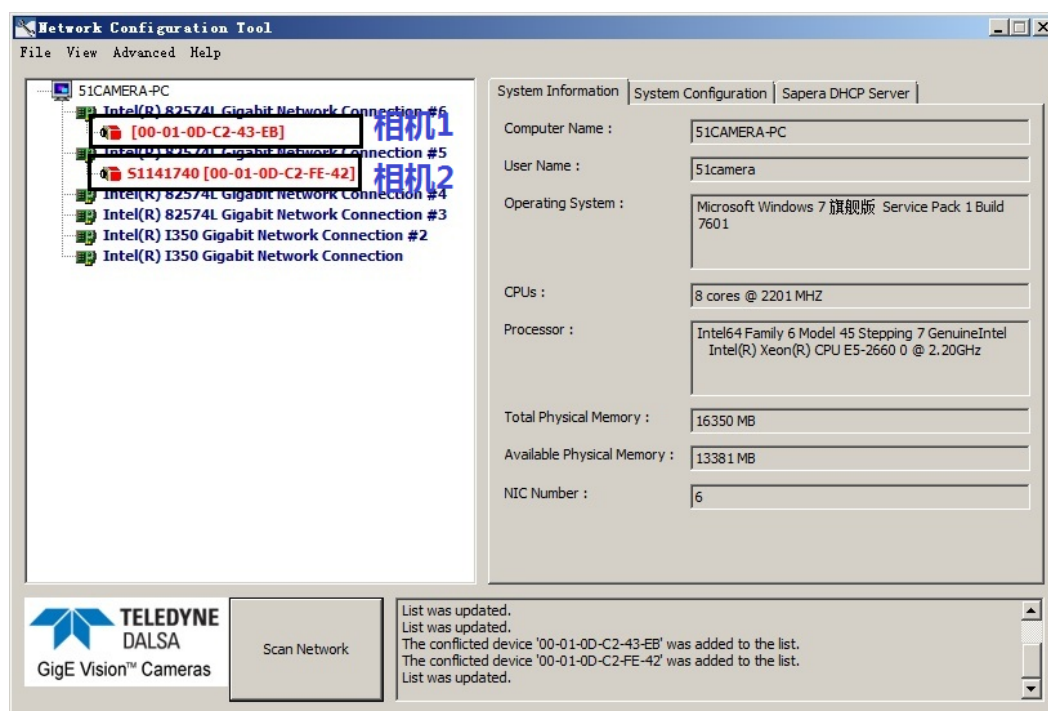 Network Configuration Tool
File View Advanced Help
51CAMERA-PC
Intel(R) 82574L Gigabit Network Connection #6
[00-01-0D-C2-43-EB]
相机1
Intel(R) 82574L Gigabit Network Connection #5
S1141740 [00-01-0D-C2-FE-42]
相机2
Intel(R) 82574L Gigabit Network Connection #4
Intel(R) 82574L Gigabit Network Connection #3
Intel(R) I350 Gigabit Network Connection #2
Intel(R) I350 Gigabit Network Connection
System Information System Configuration Sapera DHCP Server
Computer Name : 51CAMERA-PC
User Name : 51camera
Operating System : Microsoft Windows 7 旗舰版 Service Pack 1 Build
7601
CPUs : 8 cores @ 2201 MHZ
Processor : Intel64 Family 6 Model 45 Stepping 7 GenuineIntel
Intel(R) Xeon(R) CPU E5-2660 0 @ 2.20GHz
Total Physical Memory : 16350 MB
Available Physical Memory : 13381 MB
NIC Number : 6
TELEDYNE
DALSA
GigE Vision™ Cameras
Scan Network
List was updated.
List was updated.
The conflicted device '00-01-0D-C2-43-EB' was added to the list.
The conflicted device '00-01-0D-C2-FE-42' was added to the list.
List was updated.